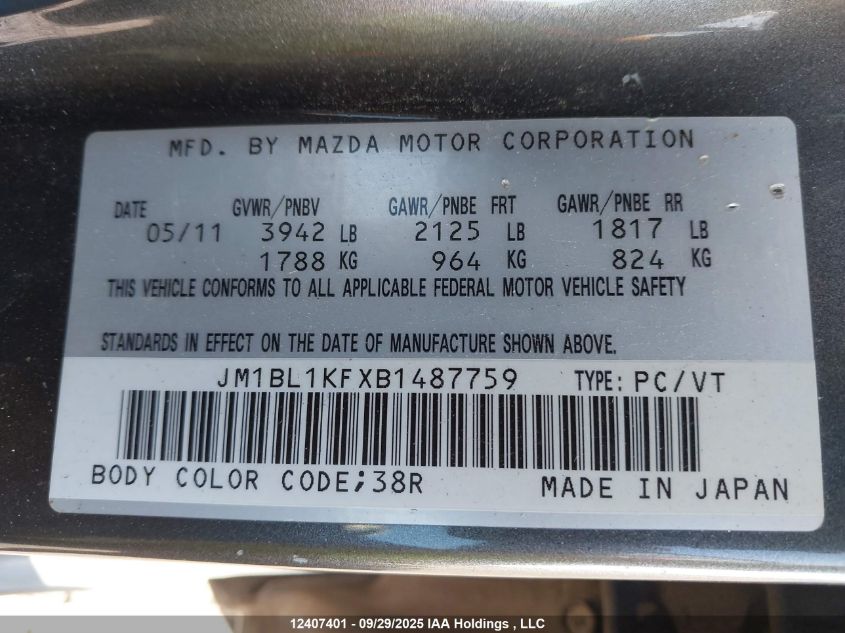 MFD. BY MAZDA MOTOR CORPORATION
DATE GVWR/PNBV GAWR/PNBE FRT GAWR/PNBE RR
05/11 3942 LB 2125 LB 1817 LB
1788 KG 964 KG 824 KG
THIS VEHICLE CONFORMS TO ALL APPLICABLE FEDERAL MOTOR VEHICLE SAFETY
STANDARDS IN EFFECT ON THE DATE OF MANUFACTURE SHOWN ABOVE.
JM1BL1KFXB1487759 TYPE: PC/VT
BODY COLOR CODE;38R MADE IN JAPAN
12407401 - 09/29/2025 IAA Holdings , LLC